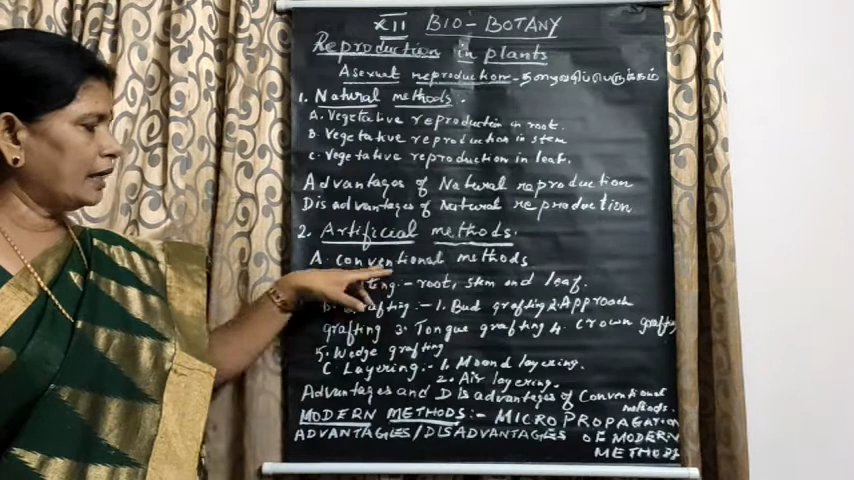 XII BIO-BOTANY
Reproduction in plants
Asexual reproduction -
1. Natural methods.
A. Vegetative reproduction in root.
B. Vegetative reproduction in stem
C. Vegetative reproduction in leaf.
Advantages of Natural reproduction
Disadvantages of Natural reproduction
2. Artificial methods.
A. conventional methods
:- root, stem and leaf.
:- 1. Bud grafting 2. Approach
grafting 3. Tongue grafting 4. crown grafting
5. Wedge grafting
C Layering:- 1. Mound layering.
2. Air layering.
Advantages and Disadvantages of Conventional
methods.
MODERN METHODS:- MICROPROPAGATION
ADVANTAGES/DISADVANTAGES OF MODERN
METHODS